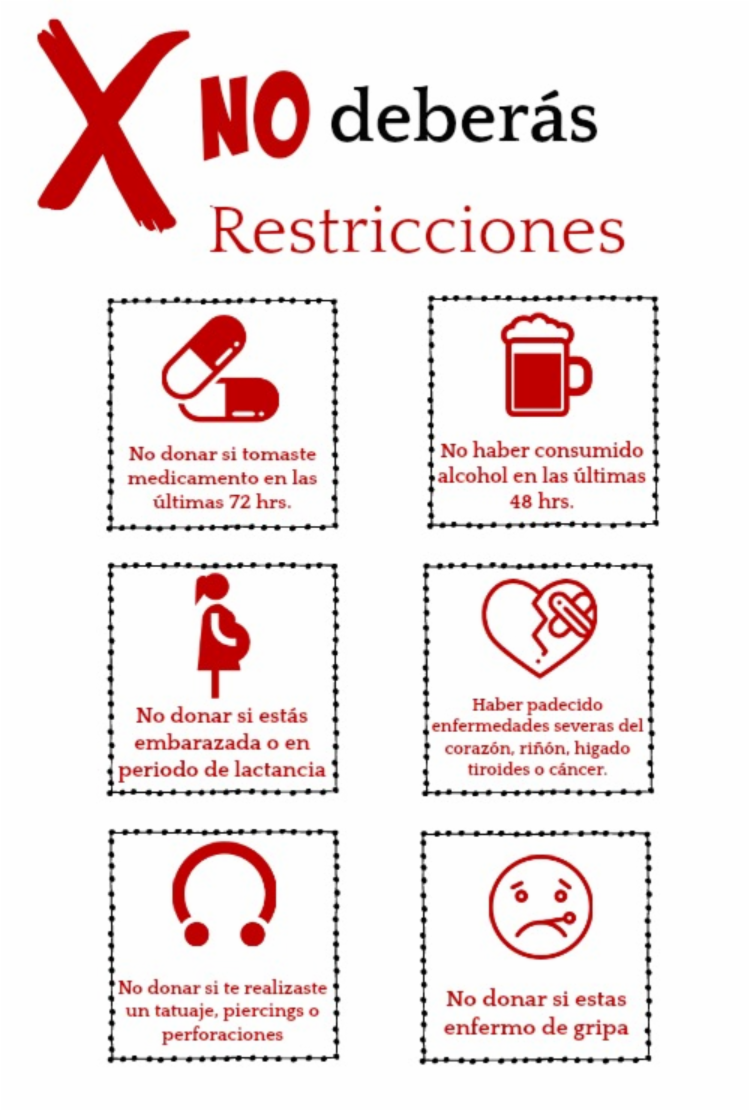 X NO deberás
Restricciones
No donar si tomaste
medicamento en las
últimas 72 hrs.
No haber consumido
alcohol en las últimas
48 hrs.
No donar si estás
embarazada o en
periodo de lactancia
Haber padecido
enfermedades severas del
corazón, riñón, higado
tiroides o cáncer.
No donar si te realizaste
un tatuaje, piercings o
perforaciones
No donar si estas
enfermo de gripa